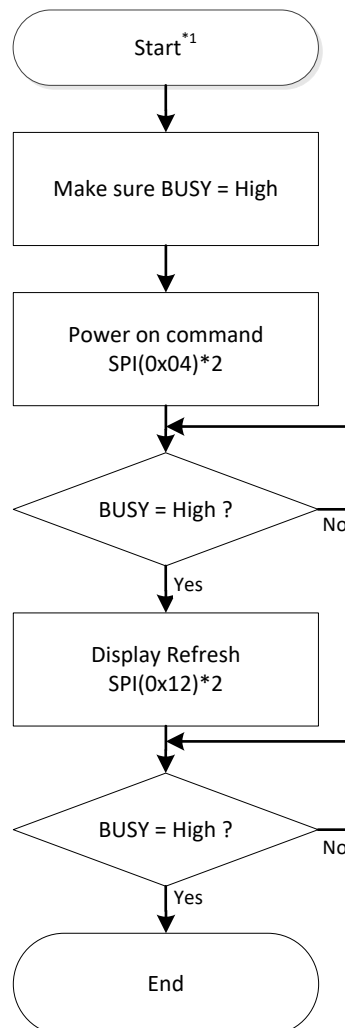 Start*1
Make sure BUSY = High
Power on command
SPI(0x04)*2
BUSY = High ?
No
Yes
Display Refresh
SPI(0x12)*2
BUSY = High ?
No
Yes
End